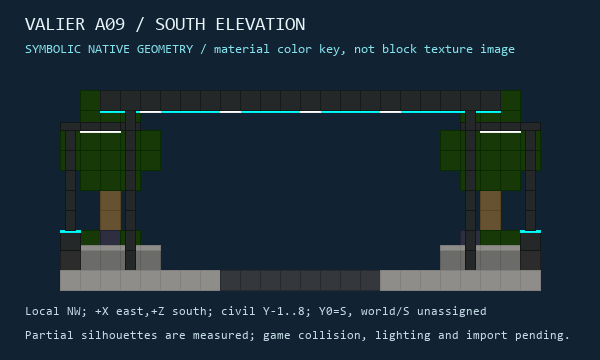 VALIER A09 / SOUTH ELEVATION
SYMBOLIC NATIVE GEOMETRY / material color key, not block texture image
Local NW; +X east,+Z south; civil Y-1..8; Y0=S, world/S unassigned
Partial silhouettes are measured; game collision, lighting and import pending.